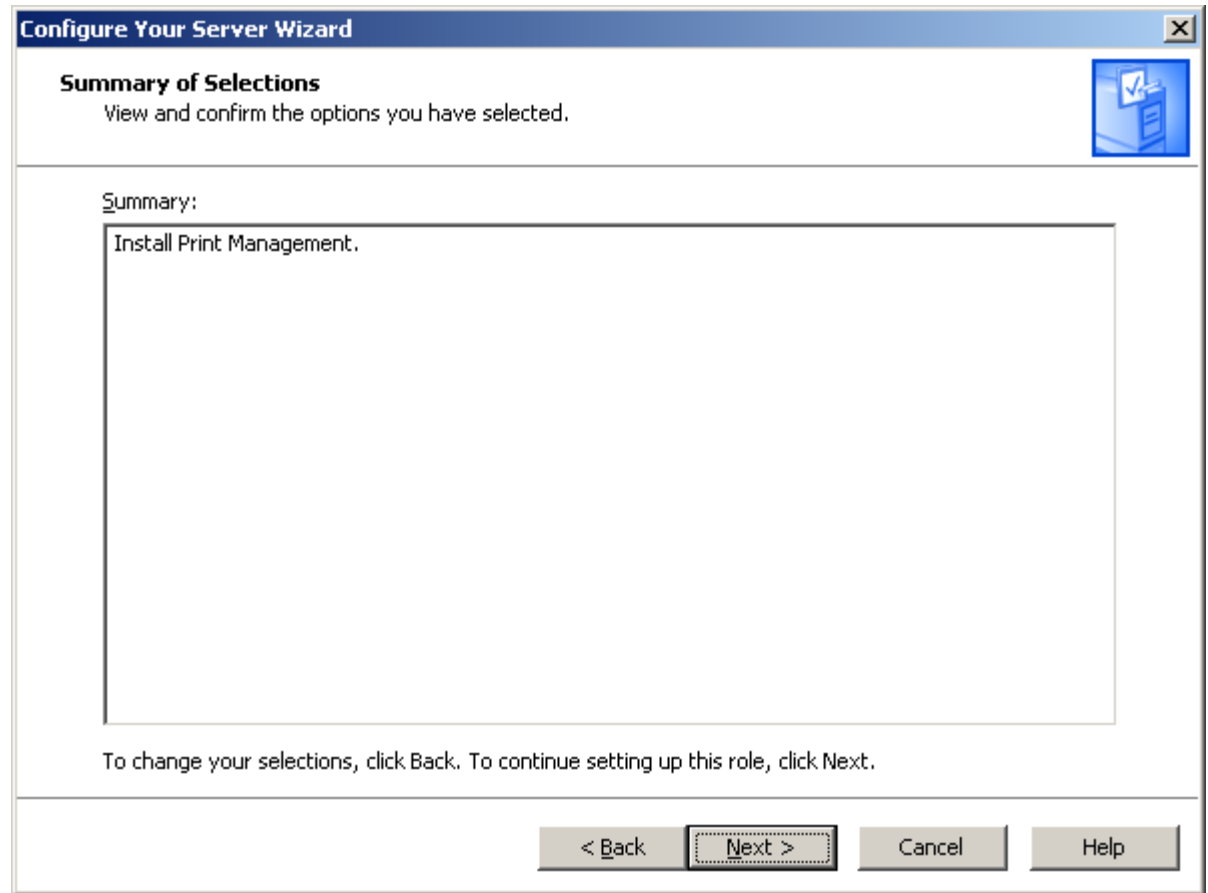 Configure Your Server Wizard
Summary of Selections
View and confirm the options you have selected.
Summary:
Install Print Management.
To change your selections, click Back. To continue setting up this role, click Next.
< Back Next > Cancel Help